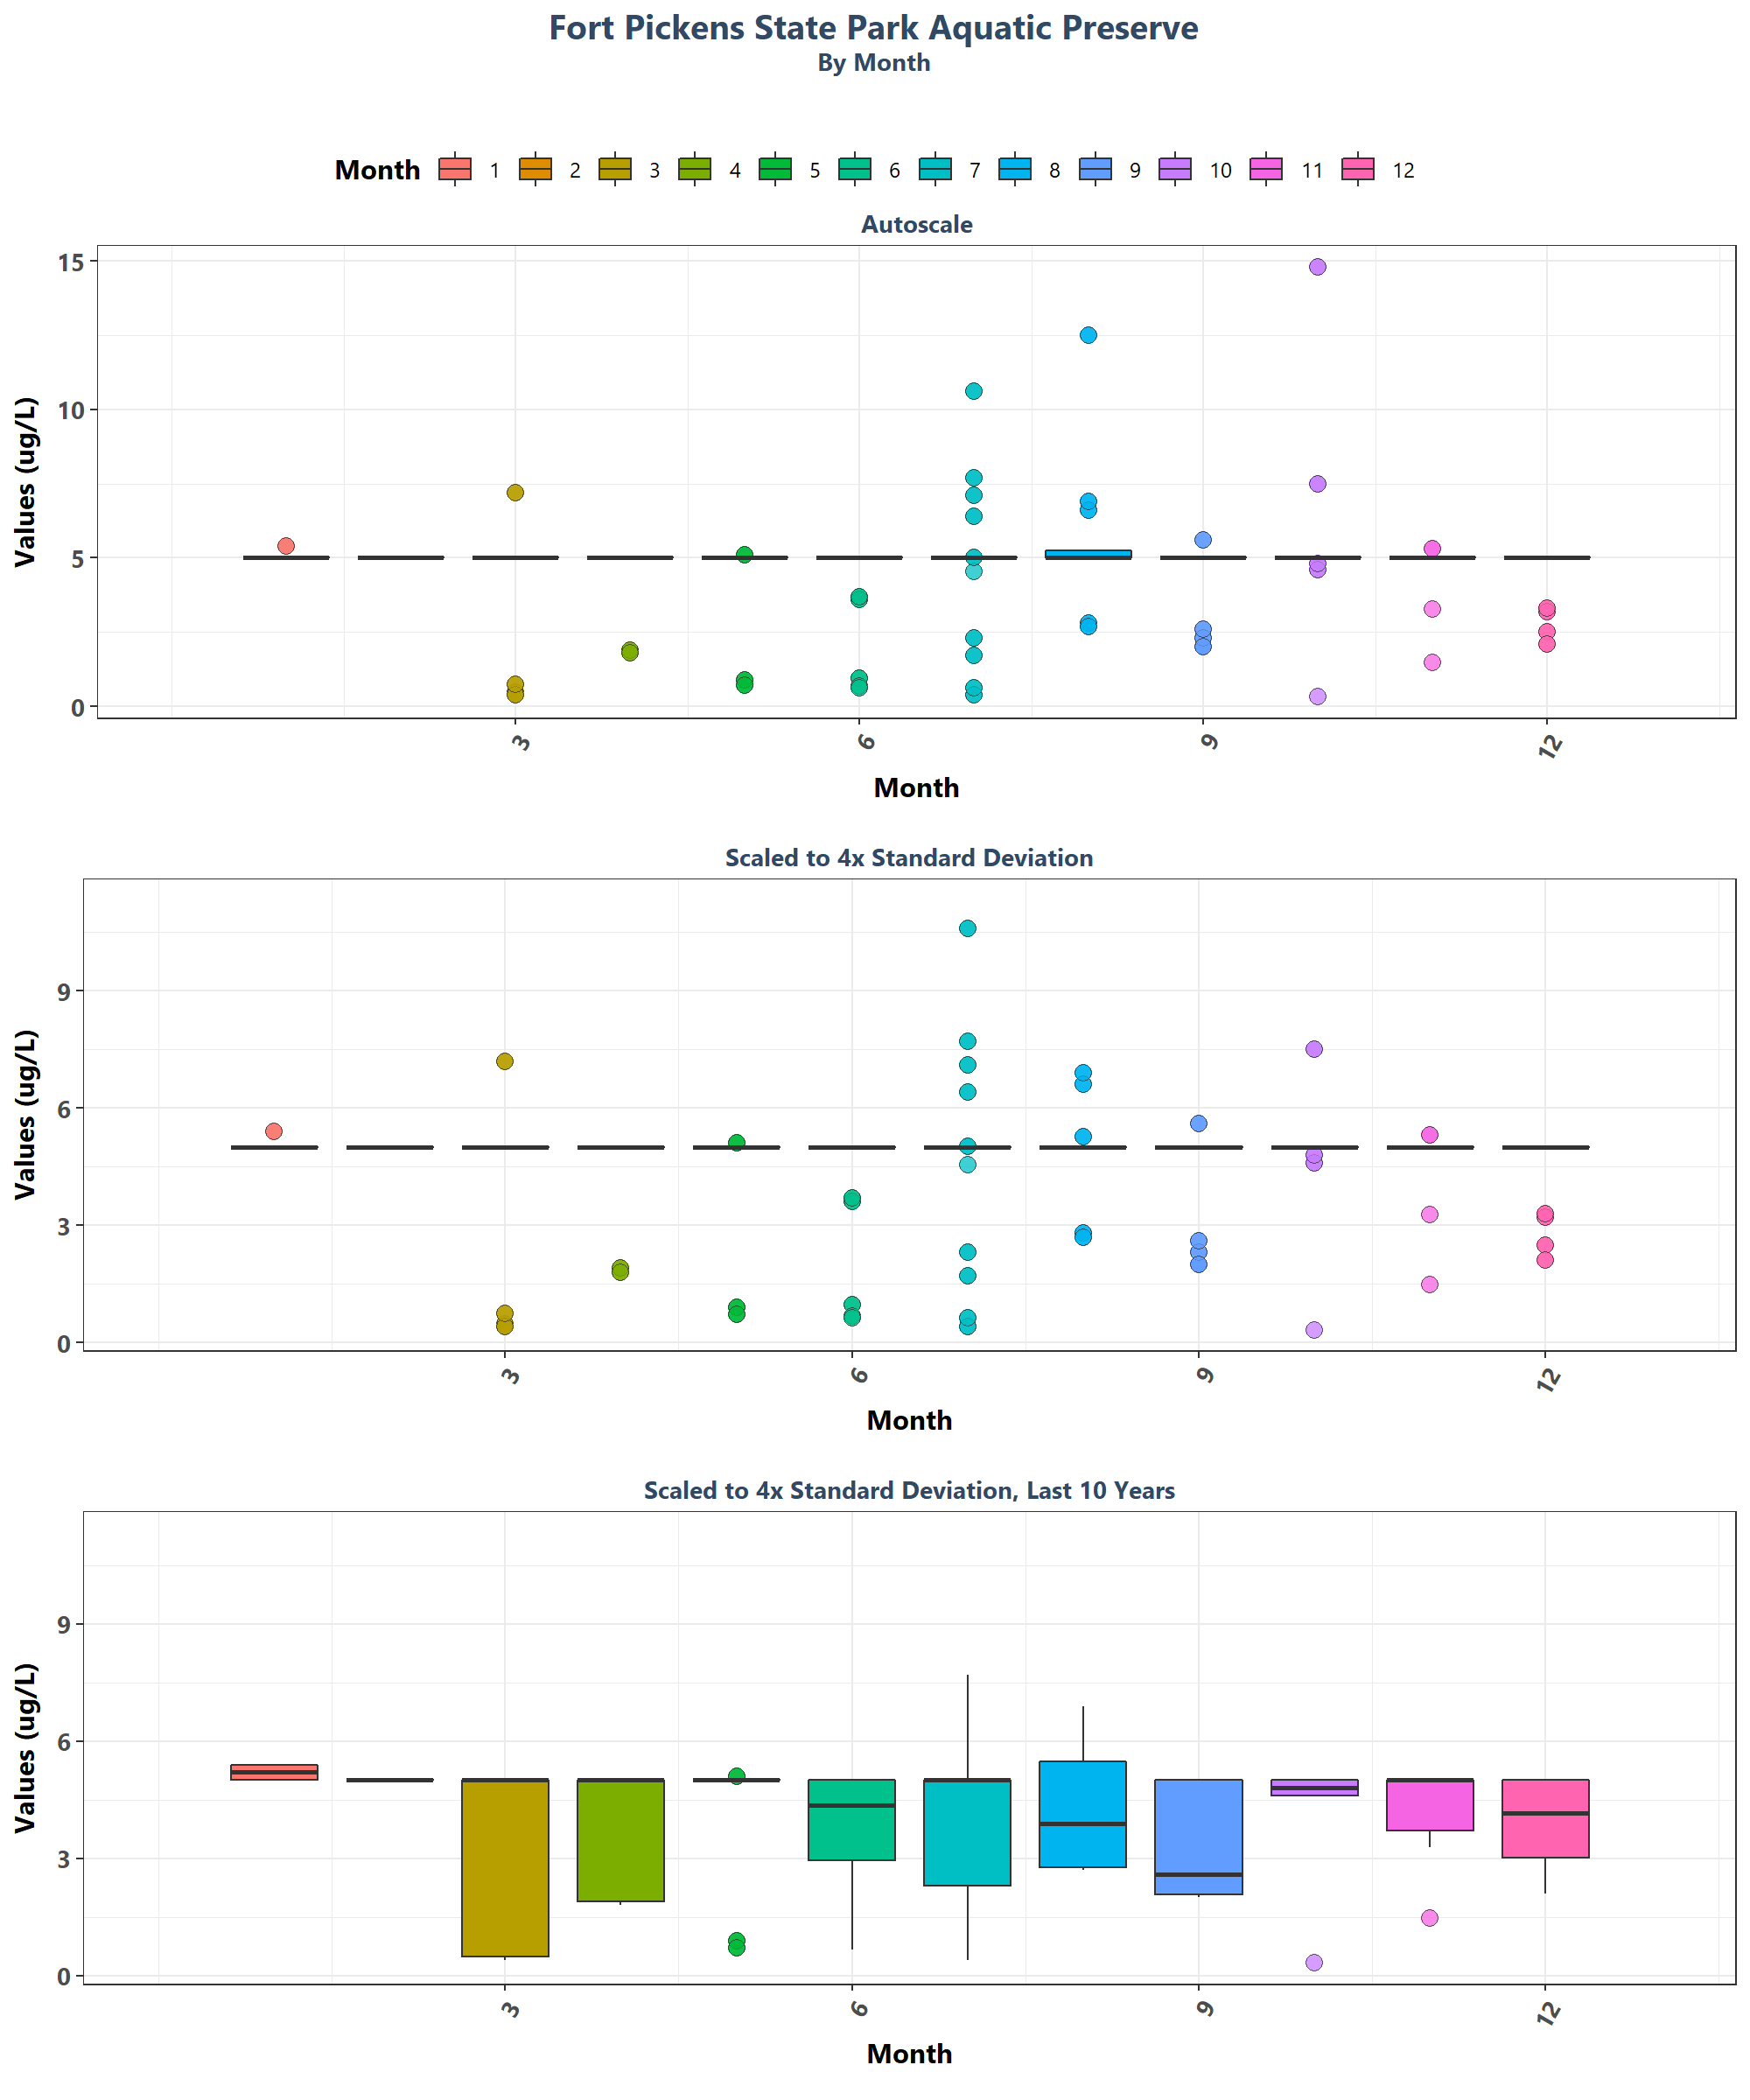 Fort Pickens State Park Aquatic Preserve
By Month
Month 1 2 3 4 5 6 7 8 9 10 11 12
Autoscale
Values (ug/L)
15
10
5
0
3 6 9 12
Month
Scaled to 4x Standard Deviation
Values (ug/L)
9
6
3
0
3 6 9 12
Month
Scaled to 4x Standard Deviation, Last 10 Years
Values (ug/L)
9
6
3
0
3 6 9 12
Month